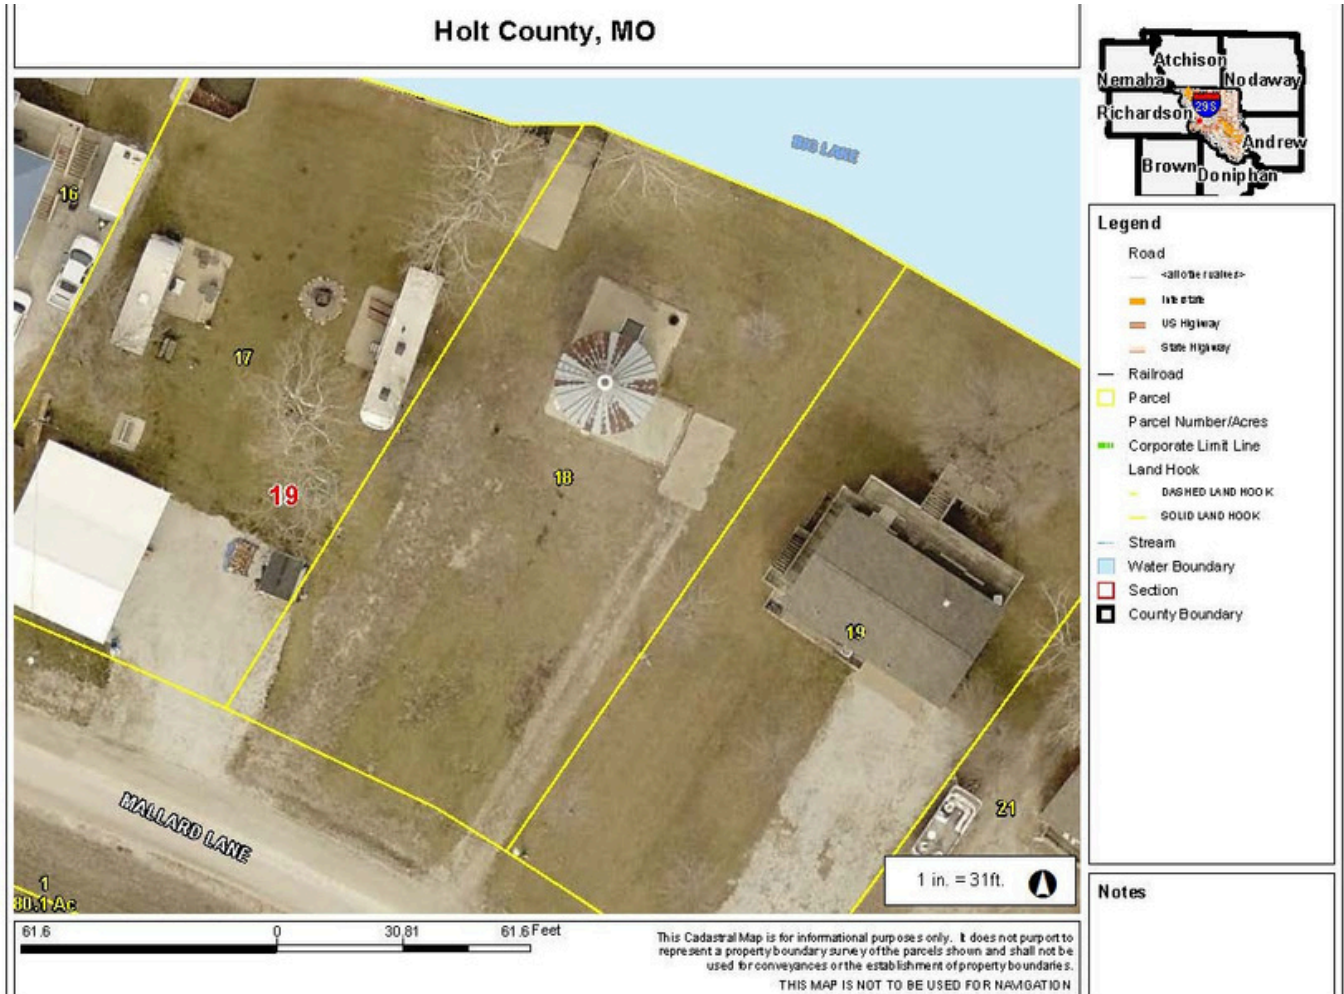 Holt County, MO
Atchison
Nemaha
Nodaway
29S
Richardson
Andrew
Brown
Doniphan
BIG LAKE
16
17
19
18
19
21
MALLARD LANE
1
80.1 Ac
1 in. = 31ft.
Legend
Road
<all other values>
Interstate
US Highway
State Highway
Railroad
Parcel
Parcel Number/Acres
Corporate Limit Line
Land Hook
DASHED LAND HOOK
SOLID LAND HOOK
Stream
Water Boundary
Section
County Boundary
Notes
61.6 0 30.81 61.6 Feet
This Cadastral Map is for informational purposes only. It does not purport to
represent a property boundary survey of the parcels shown and shall not be
used for conveyances or the establishment of property boundaries.
THIS MAP IS NOT TO BE USED FOR NAVIGATION